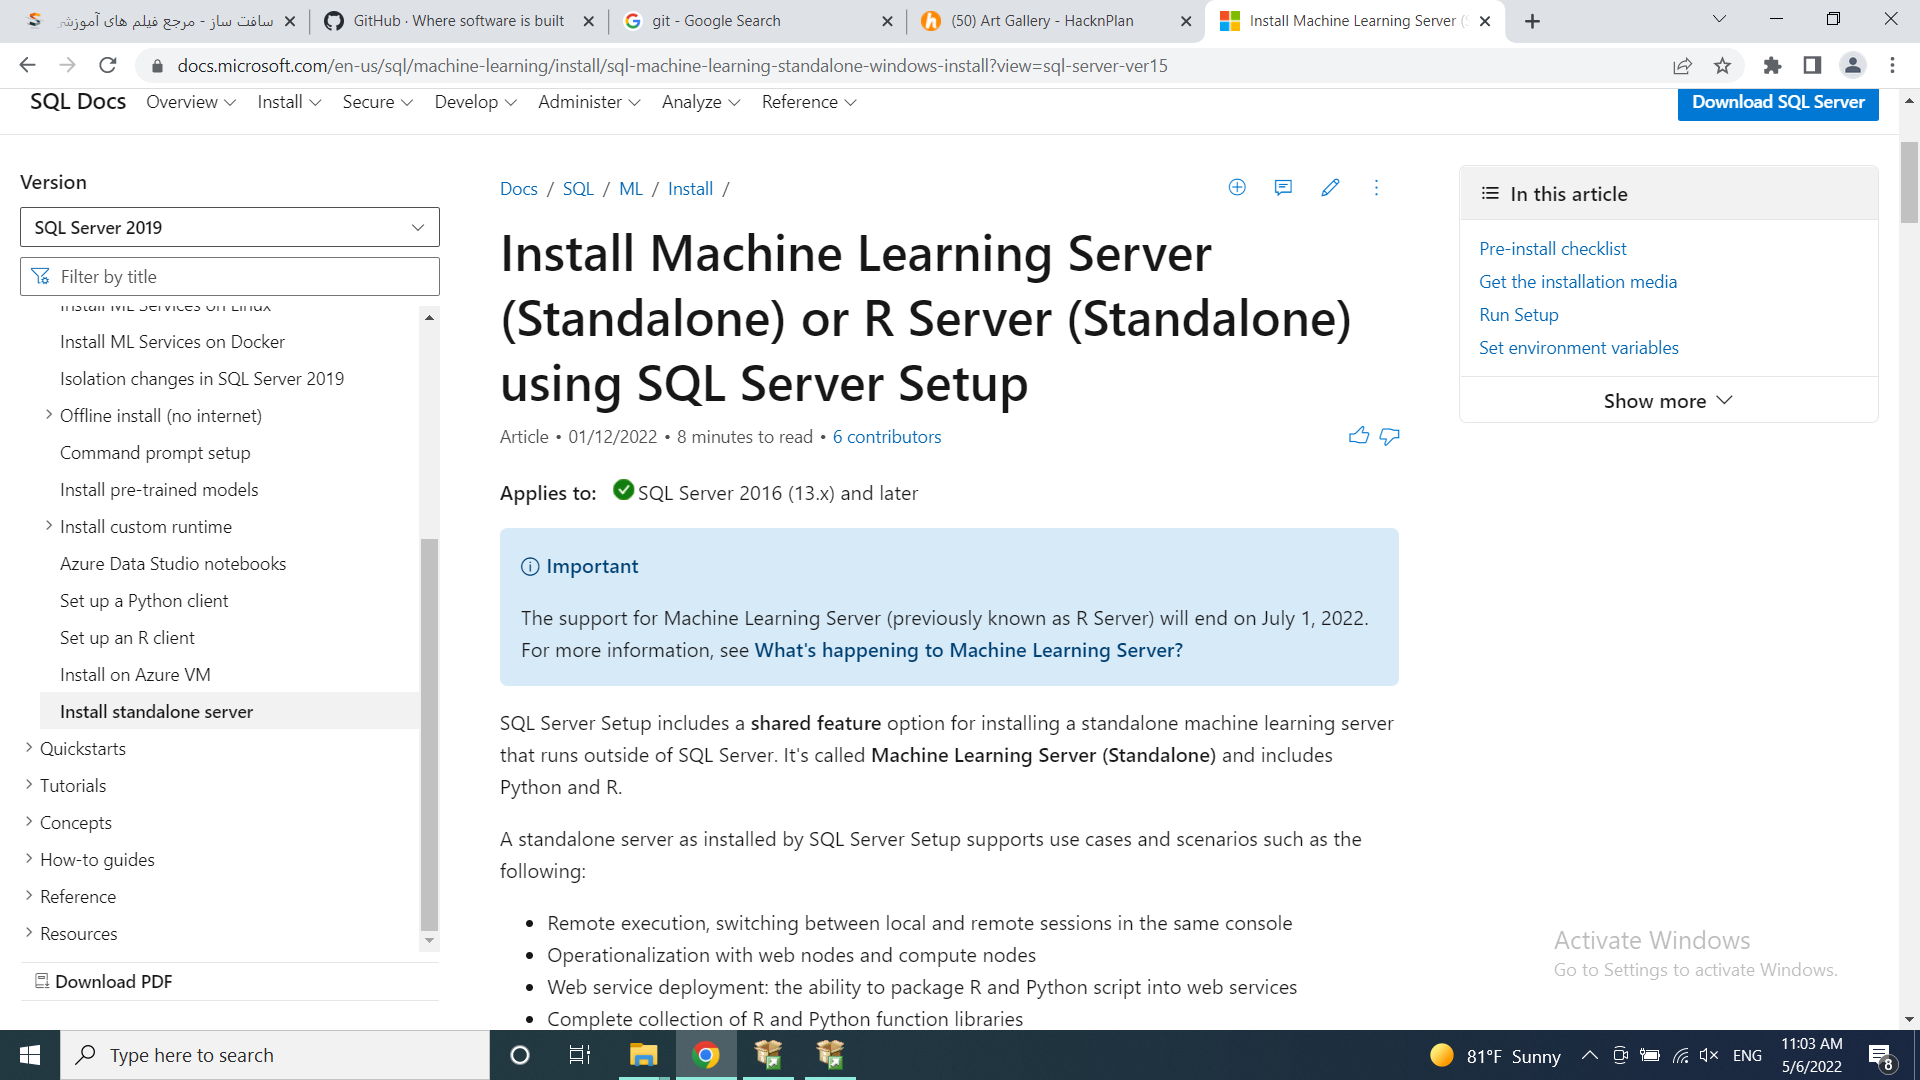 سافت ساز - مرجع فیلم های آموزشی
GitHub · Where software is built
git - Google Search
(50) Art Gallery - HacknPlan
Install Machine Learning Server (S
docs.microsoft.com/en-us/sql/machine-learning/install/sql-machine-learning-standalone-windows-install?view=sql-server-ver15
SQL Docs
Overview
Install
Secure
Develop
Administer
Analyze
Reference
Download SQL Server
Version
SQL Server 2019
Filter by title
Install ML Services on Linux
Install ML Services on Docker
Isolation changes in SQL Server 2019
Offline install (no internet)
Command prompt setup
Install pre-trained models
Install custom runtime
Azure Data Studio notebooks
Set up a Python client
Set up an R client
Install on Azure VM
Install standalone server
Quickstarts
Tutorials
Concepts
How-to guides
Reference
Resources
Download PDF
Docs / SQL / ML / Install /
Install Machine Learning Server
(Standalone) or R Server (Standalone)
using SQL Server Setup
Article • 01/12/2022 • 8 minutes to read • 6 contributors
Applies to: SQL Server 2016 (13.x) and later
Important
The support for Machine Learning Server (previously known as R Server) will end on July 1, 2022.
For more information, see What's happening to Machine Learning Server?
SQL Server Setup includes a shared feature option for installing a standalone machine learning server
that runs outside of SQL Server. It's called Machine Learning Server (Standalone) and includes
Python and R.
A standalone server as installed by SQL Server Setup supports use cases and scenarios such as the
following:
• Remote execution, switching between local and remote sessions in the same console
• Operationalization with web nodes and compute nodes
• Web service deployment: the ability to package R and Python script into web services
• Complete collection of R and Python function libraries
In this article
Pre-install checklist
Get the installation media
Run Setup
Set environment variables
Show more
Activate Windows
Go to Settings to activate Windows.
Type here to search
81°F Sunny
ENG
11:03 AM
5/6/2022
8